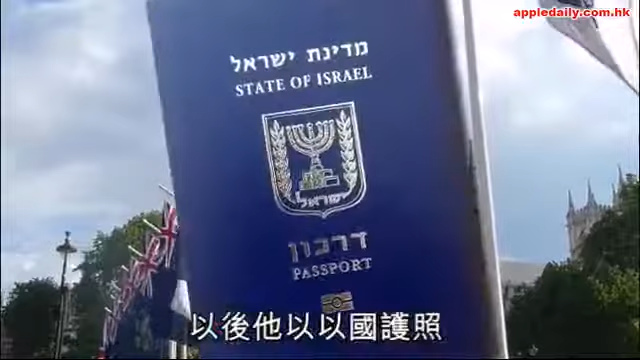 appledaily.com.hk
מדינת ישראל
STATE OF ISRAEL
ישראל
דרכון
PASSPORT
以後他以以國護照